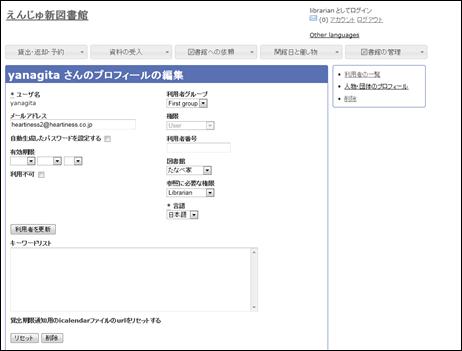 えんじゅ新図書館
librarian としてログイン
(0) アカウント ログアウト
Other languages
貸出・返却・予約
資料の受入
図書館への依頼
開館日と催し物
図書館の管理
yanagita さんのプロフィールの編集
* ユーザ名
yanagita
メールアドレス
heartiness2@heartiness.co.jp
自動生成したパスワードを設定する
有効期限
利用不可
利用者グループ
First group
権限
User
利用者番号
図書館
たなべ家
参照に必要な権限
Librarian
* 言語
日本語
利用者を更新
キーワードリスト
貸出期限通知用のicalendarファイルのurlをリセットする
リセット
削除
利用者の一覧
人物・団体のプロフィール
削除